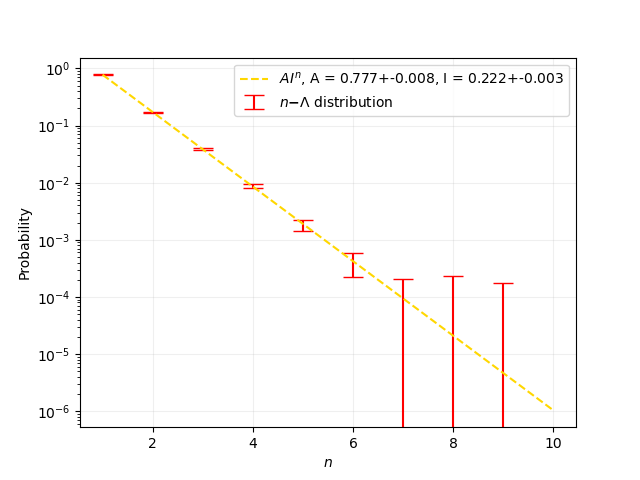 10⁰
10⁻¹
10⁻²
10⁻³
10⁻⁴
10⁻⁵
10⁻⁶
Probability
AIⁿ, A = 0.777+-0.008, I = 0.222+-0.003
n−Λ distribution
2 4 6 8 10
n